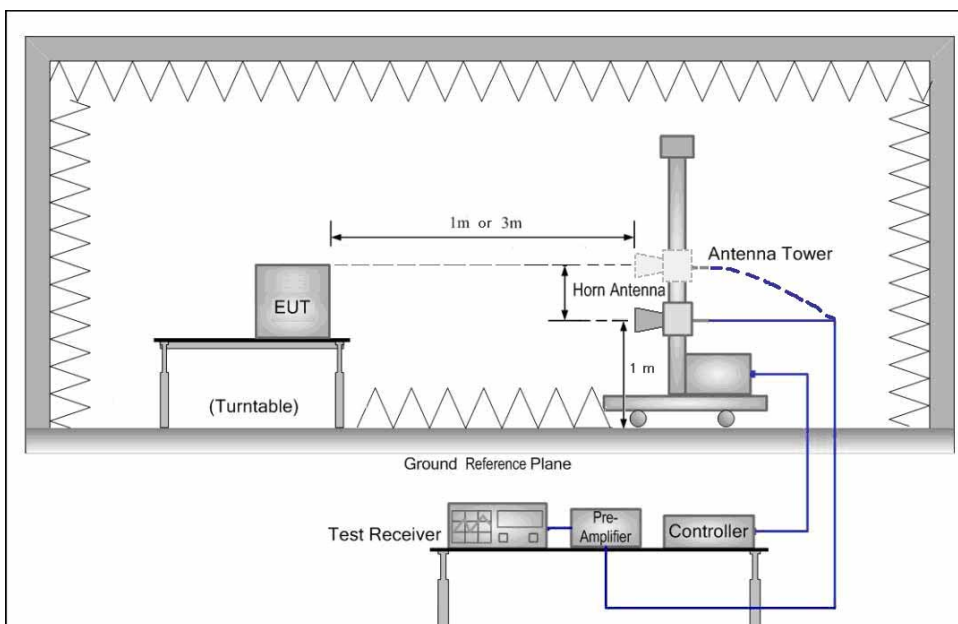 1m or 3m
Antenna Tower
Horn Antenna
EUT
1 m
(Turntable)
Ground Reference Plane
Test Receiver
Pre-
Amplifier
Controller